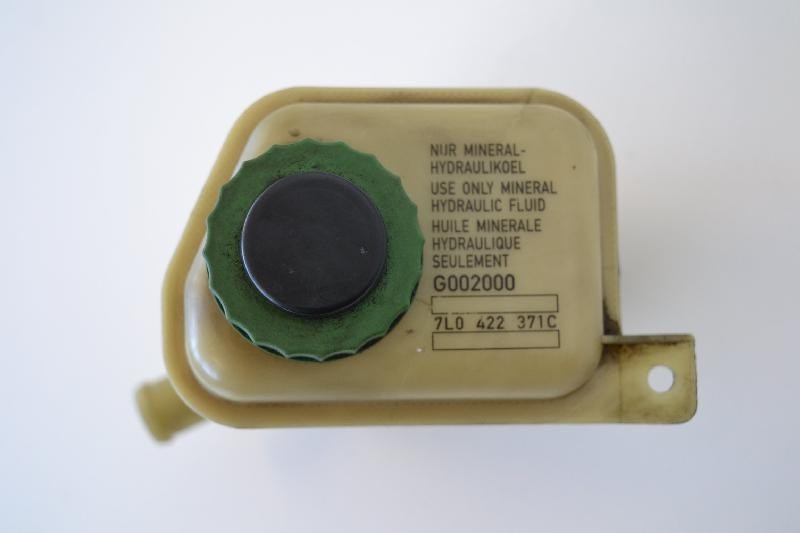 NUR MINERAL-
HYDRAULIKOEL
USE ONLY MINERAL
HYDRAULIC FLUID
HUILE MINERALE
HYDRAULIQUE
SEULEMENT
G002000
7L0 422 371C